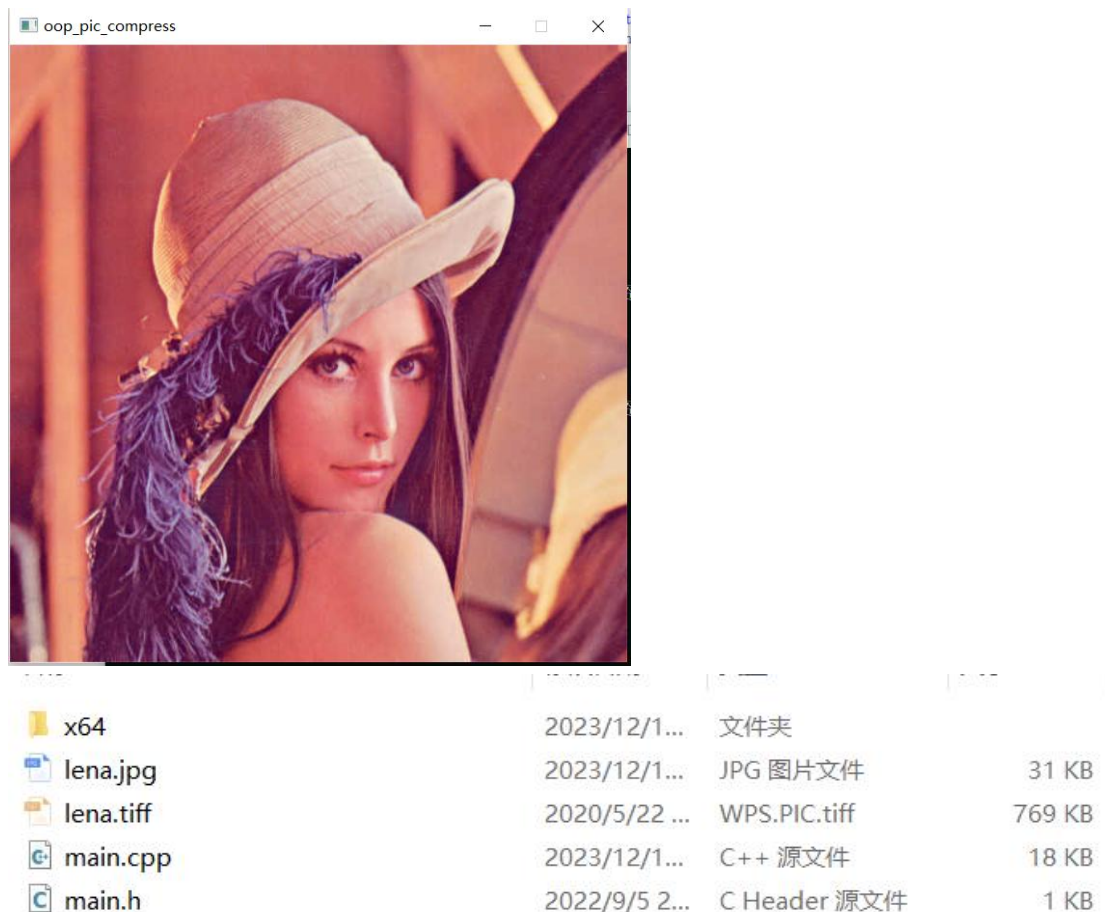 oop_pic_compress
x64 2023/12/1... 文件夹
lena.jpg 2023/12/1... JPG 图片文件 31 KB
lena.tiff 2020/5/22 ... WPS.PIC.tiff 769 KB
main.cpp 2023/12/1... C++ 源文件 18 KB
main.h 2022/9/5 2... C Header 源文件 1 KB